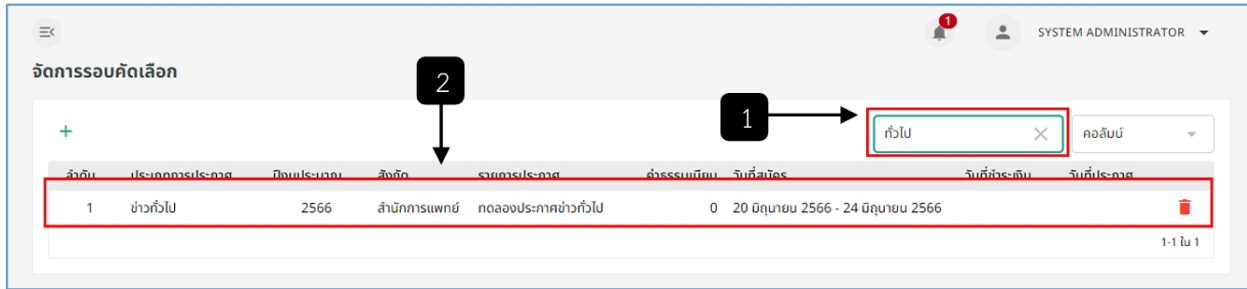 1
SYSTEM ADMINISTRATOR
จัดการรอบคัดเลือก
2
1
ทั่วไป
คอลัมน์
ลำดับ ประเภทการประกาศ ปีงบประมาณ สังกัด รายการประกาศ ค่าธรรมเนียม วันที่สมัคร วันที่ชำระเงิน วันที่ประกาศ
1 ข่าวทั่วไป 2566 สำนักการแพทย์ ทดลองประกาศข่าวทั่วไป 0 20 มิถุนายน 2566 - 24 มิถุนายน 2566
1-1 ใน 1